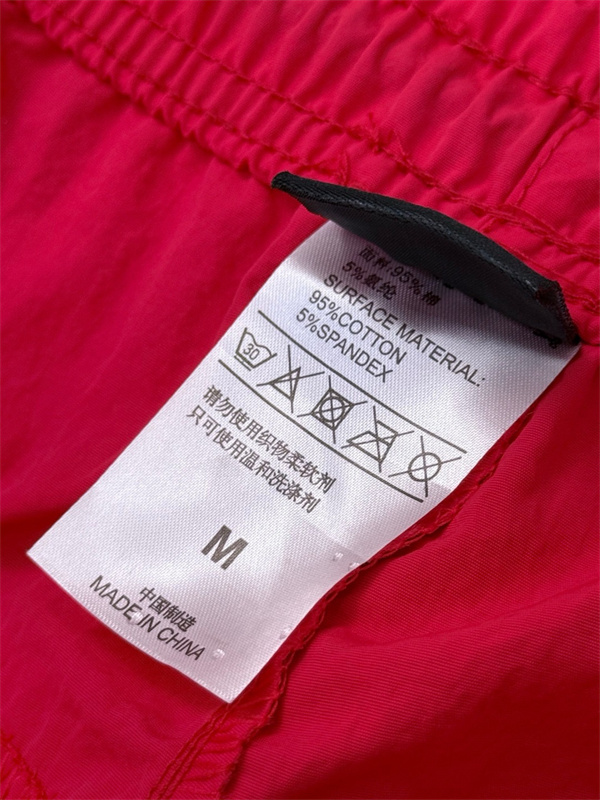 面料:95%棉
5%氨纶
SURFACE MATERIAL:
95%COTTON
5%SPANDEX
30
请勿使用织物柔软剂
只可使用温和洗涤剂
M
中国制造
MADE IN CHINA